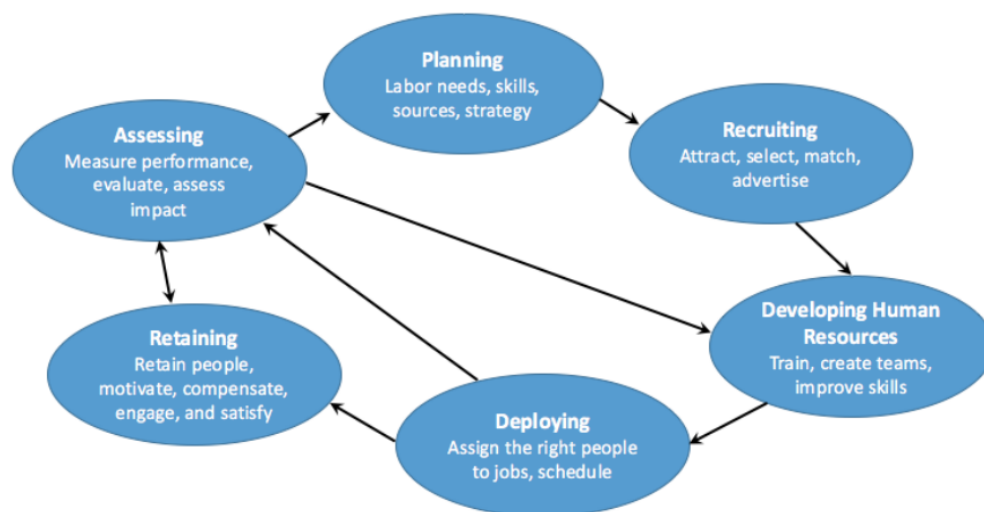 Planning
Labor needs, skills,
sources, strategy
Recruiting
Attract, select, match,
advertise
Developing Human
Resources
Train, create teams,
improve skills
Deploying
Assign the right people
to jobs, schedule
Retaining
Retain people,
motivate, compensate,
engage, and satisfy
Assessing
Measure performance,
evaluate, assess
impact